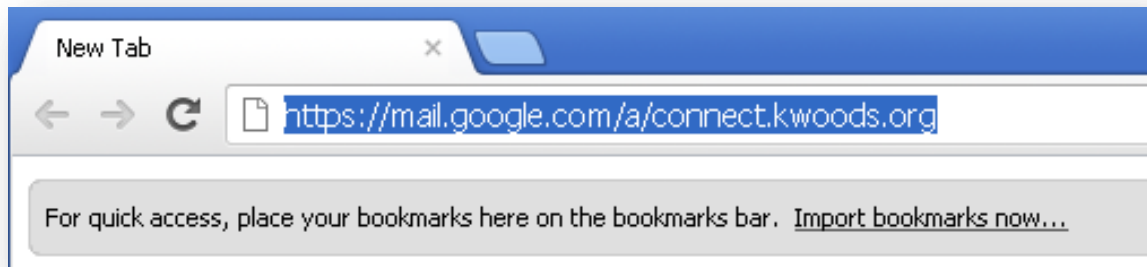 New Tab
https://mail.google.com/a/connect.kwoods.org
For quick access, place your bookmarks here on the bookmarks bar. Import bookmarks now...